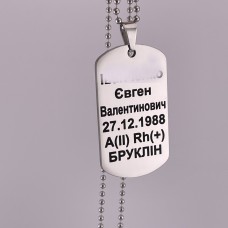 Євген
Валентинович
27.12.1988
A(II) Rh(+)
БРУКЛІН